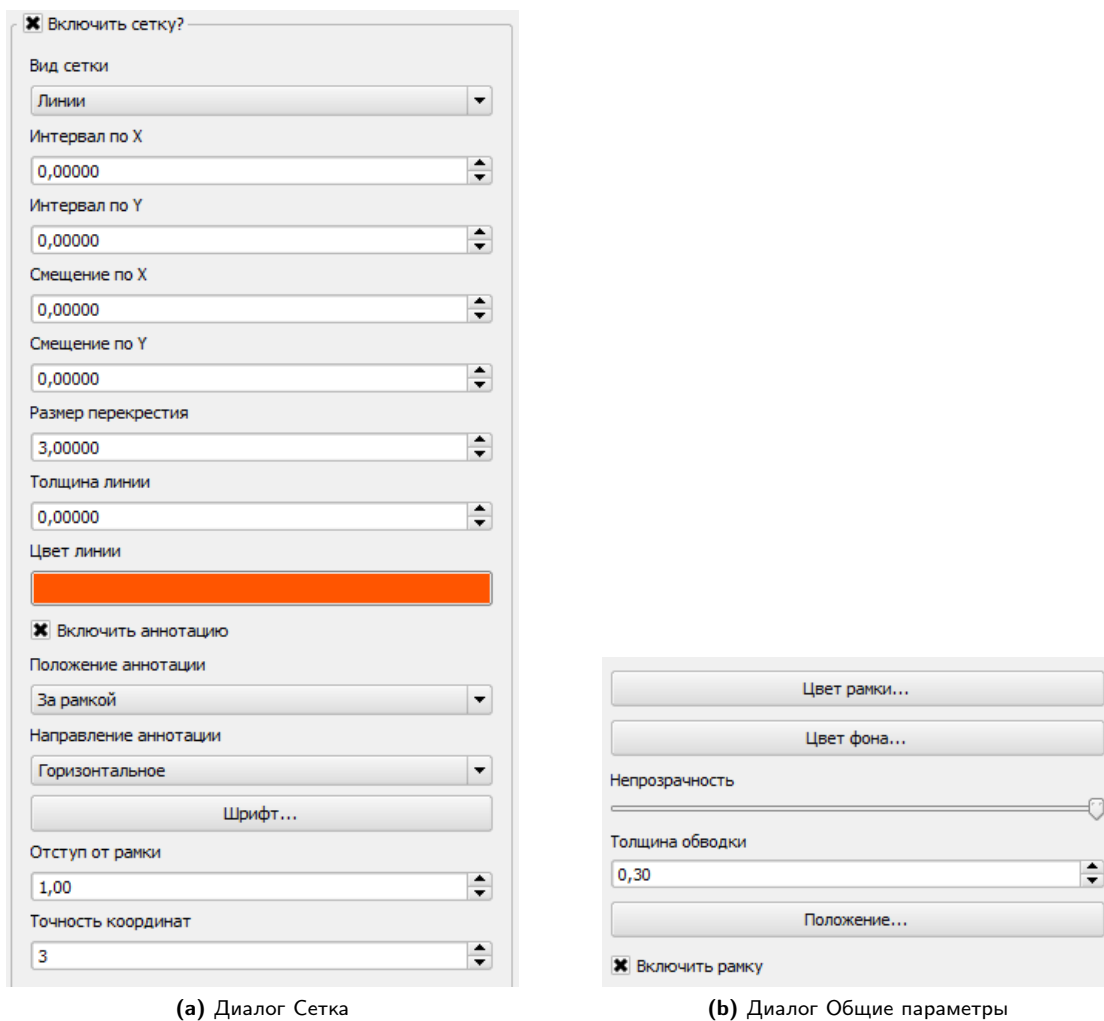 Включить сетку?
Вид сетки
Линии
Интервал по X
0,00000
Интервал по Y
0,00000
Смещение по X
0,00000
Смещение по Y
0,00000
Размер перекрестия
3,00000
Толщина линии
0,00000
Цвет линии
Включить аннотацию
Положение аннотации
За рамкой
Направление аннотации
Горизонтальное
Шрифт...
Отступ от рамки
1,00
Точность координат
3
(a) Диалог Сетка
Цвет рамки...
Цвет фона...
Непрозрачность
Толщина обводки
0,30
Положение...
Включить рамку
(b) Диалог Общие параметры